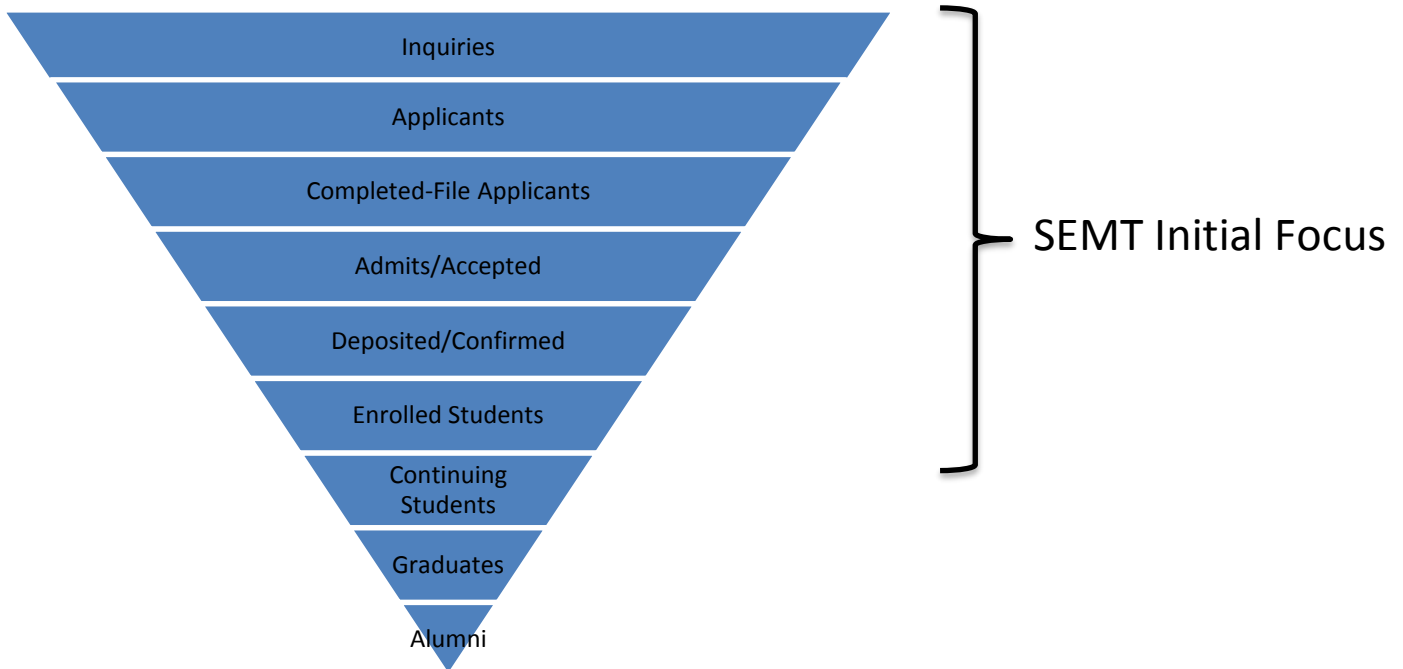 Inquiries
Applicants
Completed-File Applicants
SEMT Initial Focus
Admits/Accepted
Deposited/Confirmed
Enrolled Students
Continuing
Students
Graduates
Alumni